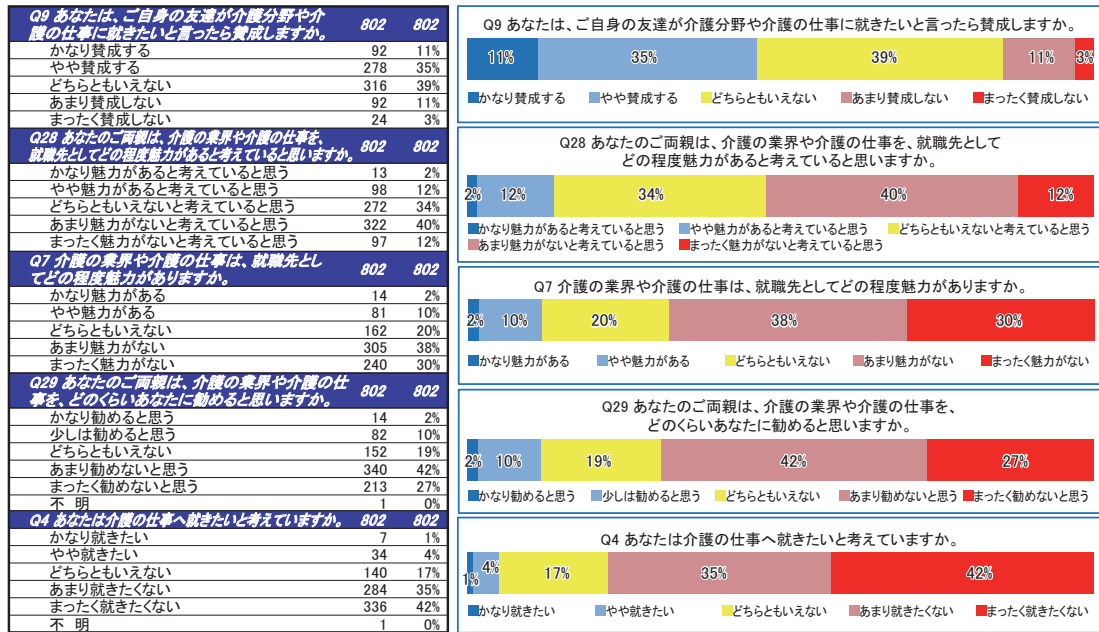 Q9 あなたは、ご自身の友達が介護分野や介護の仕事に就きたいと言ったら賛成しますか。 802 802
かなり賛成する 92 11%
やや賛成する 278 35%
どちらともいえない 316 39%
あまり賛成しない 92 11%
まったく賛成しない 24 3%
Q28 あなたのご両親は、介護の業界や介護の仕事を、就職先としてどの程度魅力があると考えていると思いますか。 802 802
かなり魅力があると考えていると思う 13 2%
やや魅力があると考えていると思う 98 12%
どちらともいえないと考えていると思う 272 34%
あまり魅力がないと考えていると思う 322 40%
まったく魅力がないと考えていると思う 97 12%
Q7 介護の業界や介護の仕事は、就職先としてどの程度魅力がありますか。 802 802
かなり魅力がある 14 2%
やや魅力がある 81 10%
どちらともいえない 162 20%
あまり魅力がない 305 38%
まったく魅力がない 240 30%
Q29 あなたのご両親は、介護の業界や介護の仕事を、どのくらいあなたに勧めると思いますか。 802 802
かなり勧めると思う 14 2%
少しは勧めると思う 82 10%
どちらともいえない 152 19%
あまり勧めないと思う 340 42%
まったく勧めないと思う 213 27%
不 明 1 0%
Q4 あなたは介護の仕事へ就きたいと考えていますか。 802 802
かなり就きたい 7 1%
やや就きたい 34 4%
どちらともいえない 140 17%
あまり就きたくない 284 35%
まったく就きたくない 336 42%
不 明 1 0%
Q9 あなたは、ご自身の友達が介護分野や介護の仕事に就きたいと言ったら賛成しますか。
11% 35% 39% 11% 3%
かなり賛成する やや賛成する どちらともいえない あまり賛成しない まったく賛成しない
Q28 あなたのご両親は、介護の業界や介護の仕事を、就職先として
どの程度魅力があると考えていると思いますか。
2% 12% 34% 40% 12%
かなり魅力があると考えていると思う やや魅力があると考えていると思う どちらともいえないと考えていると思う
あまり魅力がないと考えていると思う まったく魅力がないと考えていると思う
Q7 介護の業界や介護の仕事は、就職先としてどの程度魅力がありますか。
2% 10% 20% 38% 30%
かなり魅力がある やや魅力がある どちらともいえない あまり魅力がない まったく魅力がない
Q29 あなたのご両親は、介護の業界や介護の仕事を、
どのくらいあなたに勧めると思いますか。
2% 10% 19% 42% 27%
かなり勧めると思う 少しは勧めると思う どちらともいえない あまり勧めないと思う まったく勧めないと思う
Q4 あなたは介護の仕事へ就きたいと考えていますか。
1% 4% 17% 35% 42%
かなり就きたい やや就きたい どちらともいえない あまり就きたくない まったく就きたくない